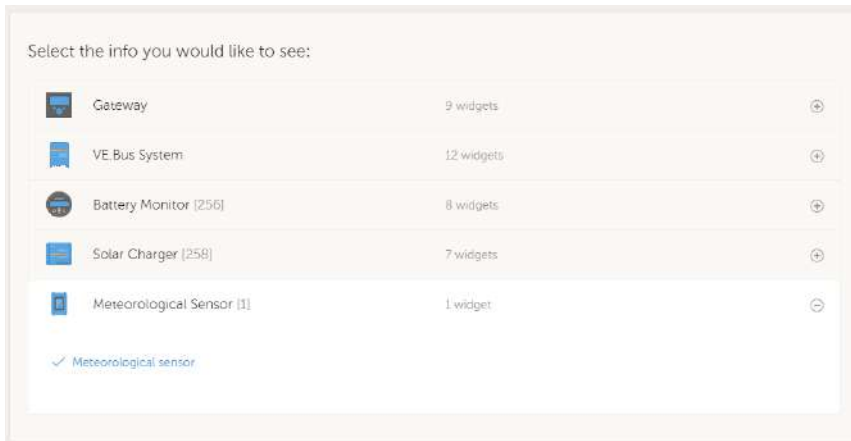 Select the info you would like to see:
Gateway 9 widgets
VE.Bus System 12 widgets
Battery Monitor [256] 8 widgets
Solar Charger [258] 7 widgets
Meteorological Sensor [1] 1 widget
Meteorological sensor